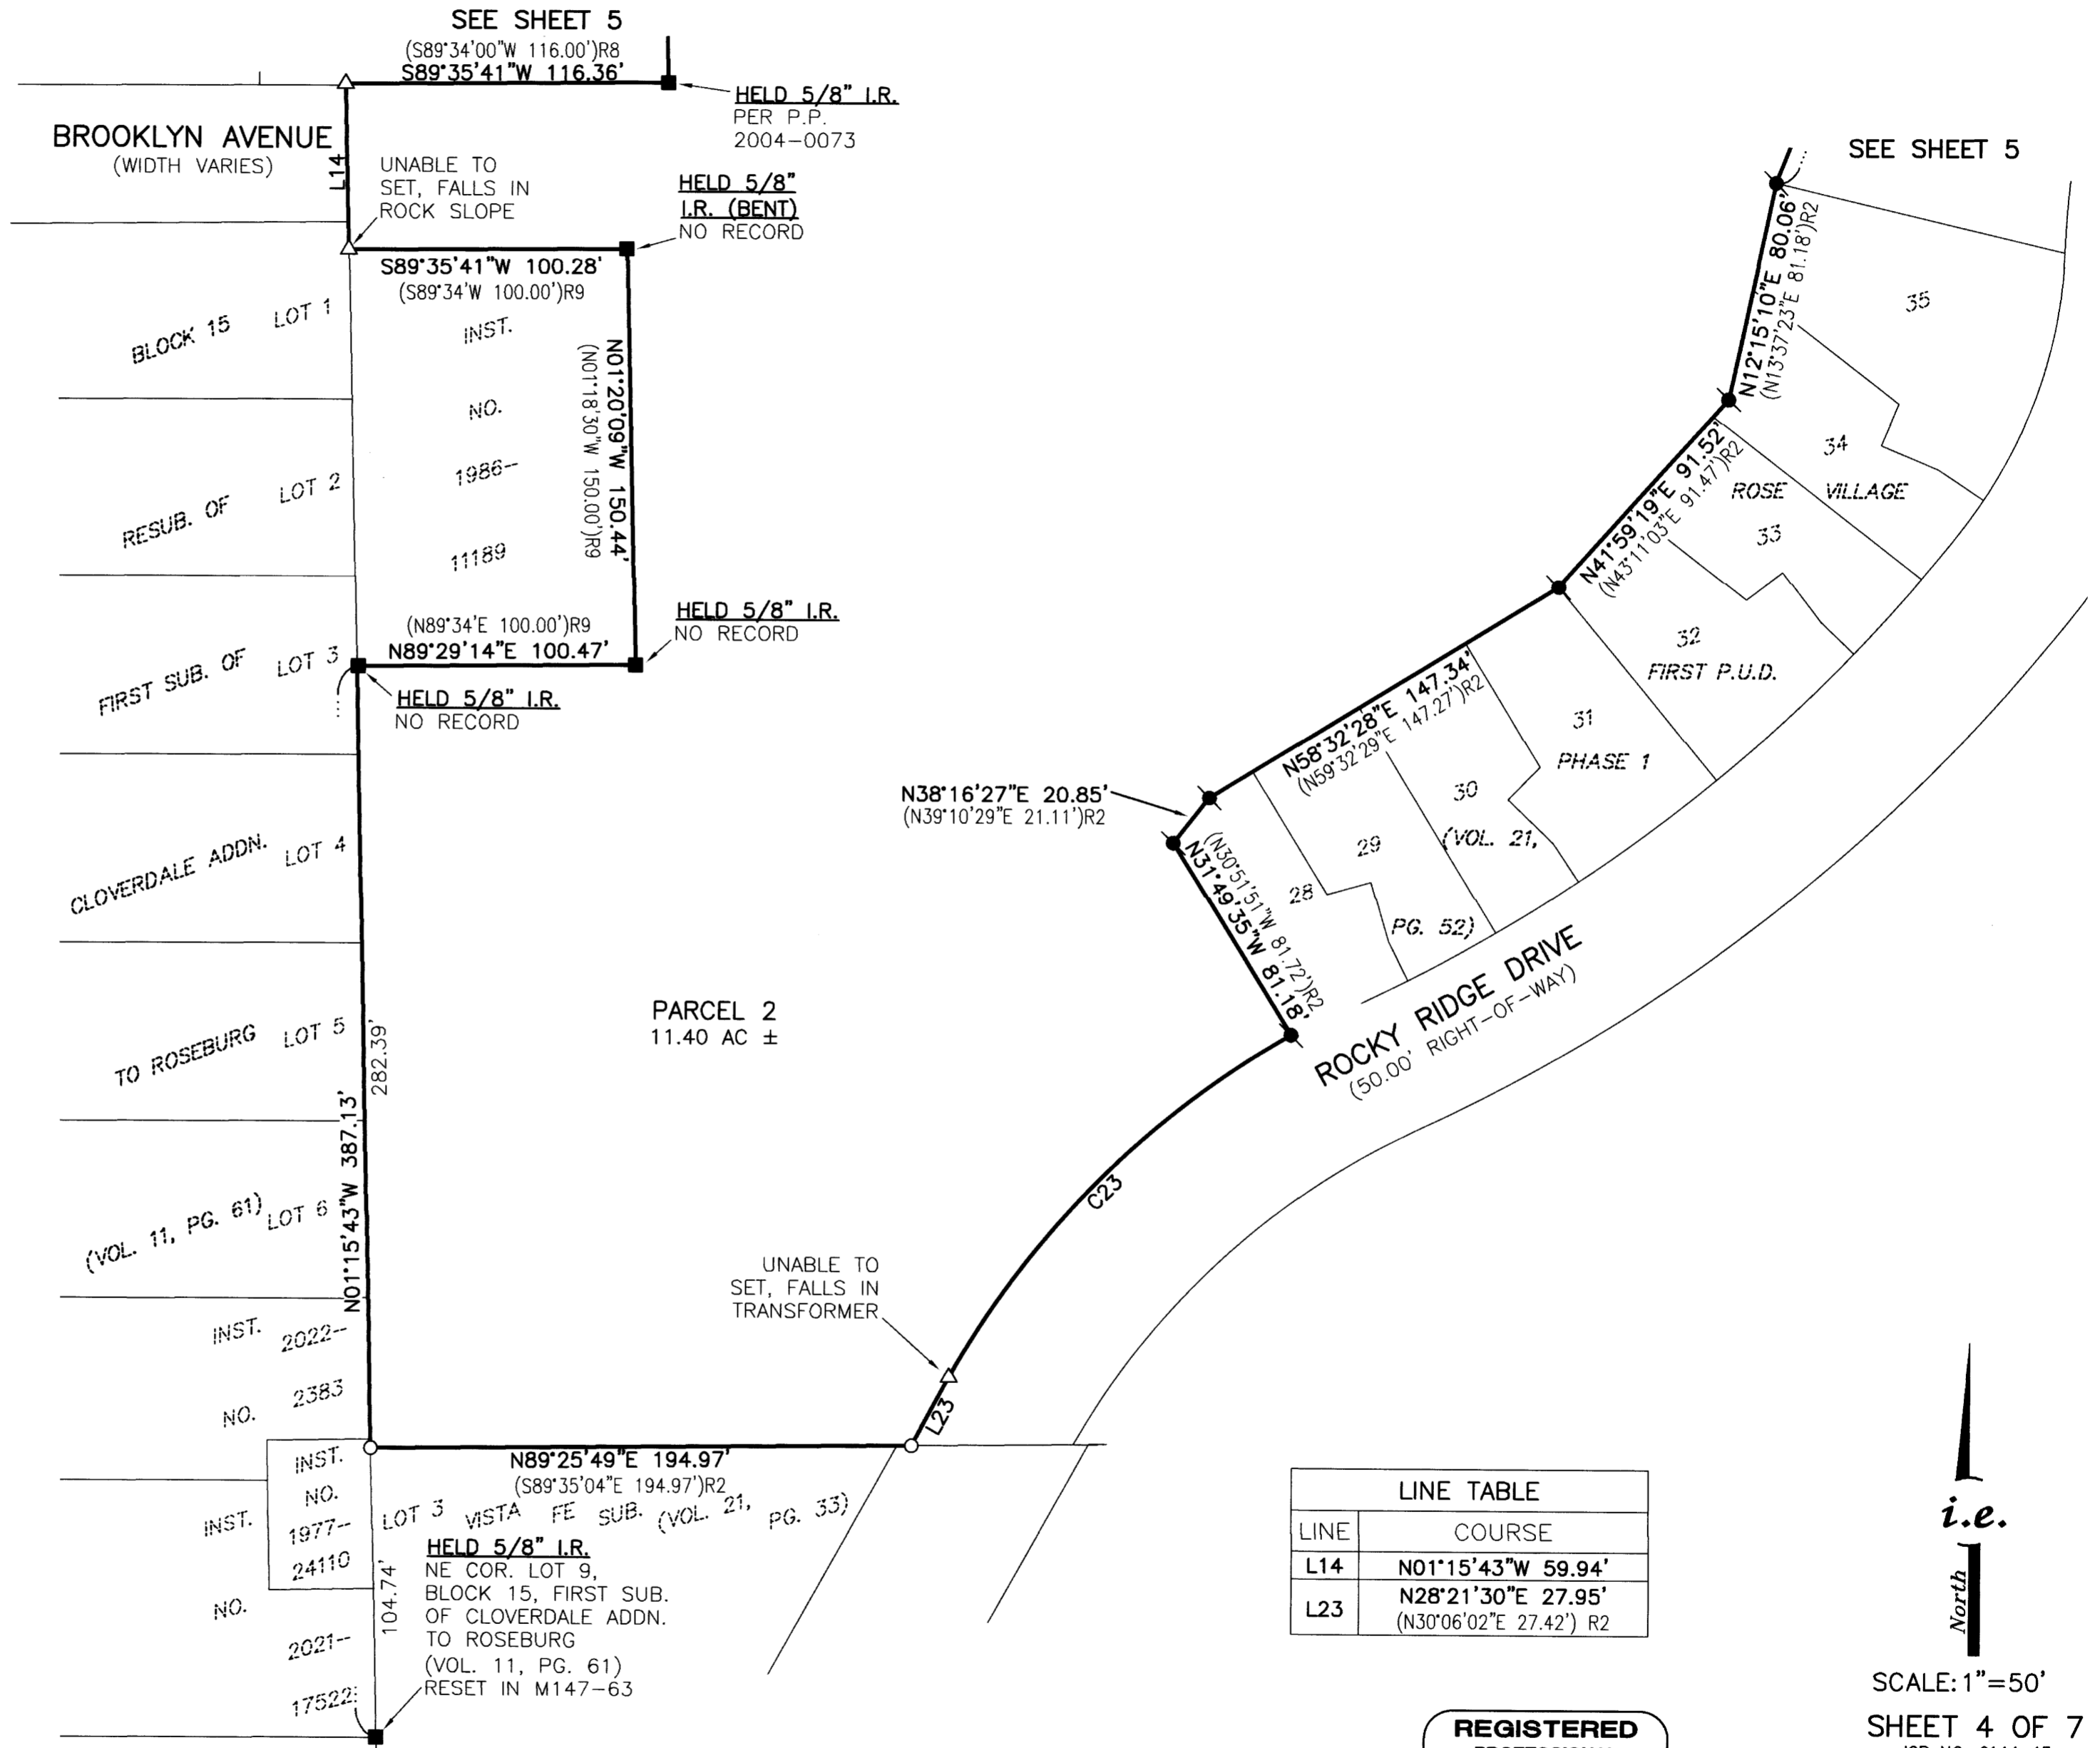 SEE SHEET 5
(S89°34'00"W 116.00')R8
S89°35'41"W 116.36'
HELD 5/8" I.R.
PER P.P.
2004-0073
BROOKLYN AVENUE
(WIDTH VARIES)
L14
UNABLE TO
SET, FALLS IN
ROCK SLOPE
HELD 5/8"
I.R. (BENT)
NO RECORD
S89°35'41"W 100.28'
(S89°34'W 100.00')R9
N01°20'09"W 150.44'
(N01°18'30"W 150.00')R9
INST.
NO.
1986-
11189
(N89°34'E 100.00')R9
N89°29'14"E 100.47'
HELD 5/8" I.R.
NO RECORD
HELD 5/8" I.R.
NO RECORD
BLOCK 15
LOT 1
RESUB. OF
LOT 2
FIRST SUB. OF
LOT 3
CLOVERDALE ADDN.
LOT 4
TO ROSEBURG
LOT 5
(VOL. 11, PG. 61)
LOT 6
N01°15'43"W 387.13'
282.39'
INST.
2022-
NO.
2383
INST.
NO.
1977-
24110
INST.
NO.
2021-
17522
104.74'
PARCEL 2
11.40 AC ±
SEE SHEET 5
N12°15'10"E 80.06'
(N13°37'23"E 81.18')R2
35
34
N41°59'19"E 91.52'
(N43°11'03"E 91.47')R2
ROSE VILLAGE
33
32
FIRST P.U.D.
31
PHASE 1
N58°32'28"E 147.34'
(N59°32'29"E 147.27')R2
30
(VOL. 21,
29
28
PG. 52)
N38°16'27"E 20.85'
(N39°10'29"E 21.11')R2
(N30°51'51"W 81.72')R2
N31°49'35"W 81.18'
ROCKY RIDGE DRIVE
(50.00' RIGHT-OF-WAY)
C23
UNABLE TO
SET, FALLS IN
TRANSFORMER
L23
N89°25'49"E 194.97'
(S89°35'04"E 194.97')R2
LOT 3 VISTA FE SUB. (VOL. 21, PG. 33)
HELD 5/8" I.R.
NE COR. LOT 9,
BLOCK 15, FIRST SUB.
OF CLOVERDALE ADDN.
TO ROSEBURG
(VOL. 11, PG. 61)
RESET IN M147-63
LINE TABLE
LINE COURSE
L14 N01°15'43"W 59.94'
L23 N28°21'30"E 27.95'
(N30°06'02"E 27.42') R2
i.e.
North
SCALE: 1"=50'
SHEET 4 OF 7
REGISTERED